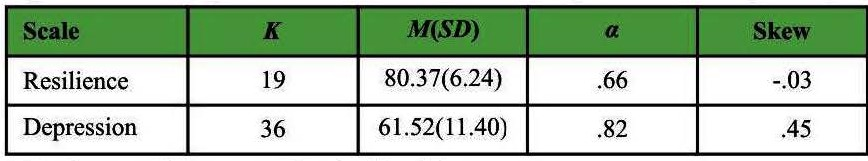 Scale K M(SD) α Skew
Resilience 19 80.37(6.24) .66 -.03
Depression 36 61.52(11.40) .82 .45